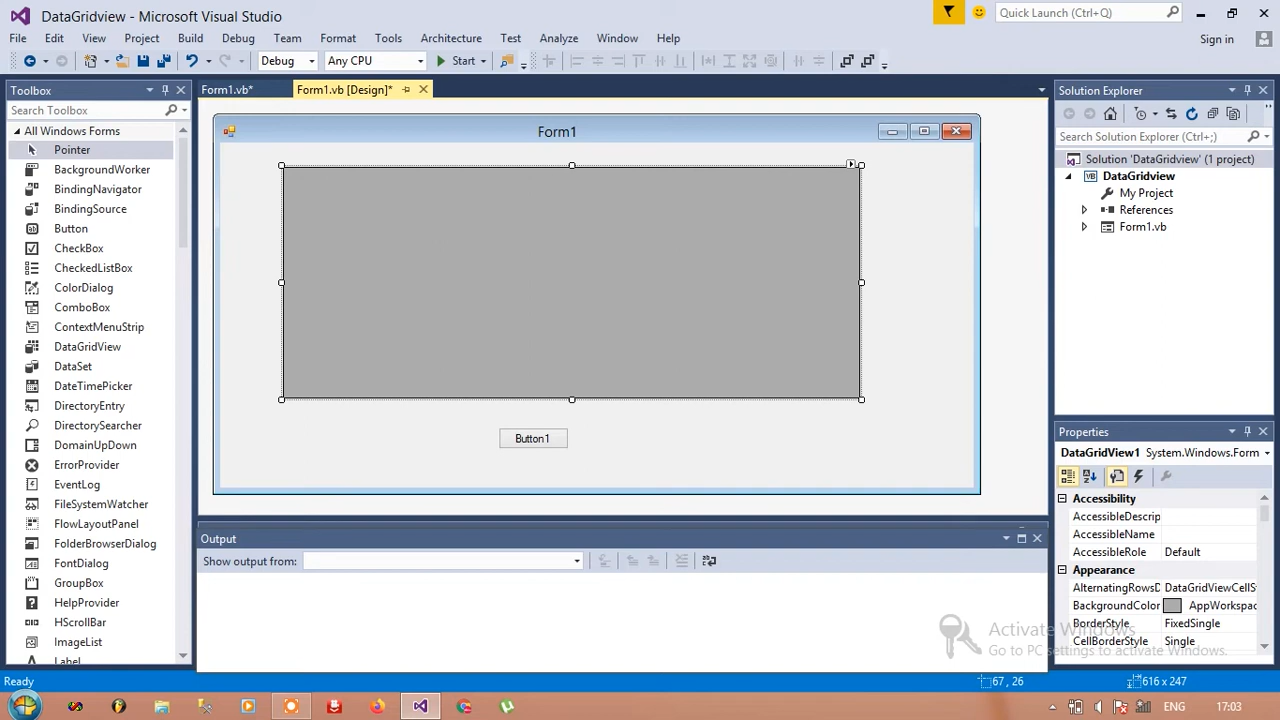 DataGridview - Microsoft Visual Studio
Quick Launch (Ctrl+Q)
File Edit View Project Build Debug Team Format Tools Architecture Test Analyze Window Help
Sign in
Debug Any CPU Start
Toolbox
Search Toolbox
All Windows Forms
Pointer
BackgroundWorker
BindingNavigator
BindingSource
Button
CheckBox
CheckedListBox
ColorDialog
ComboBox
ContextMenuStrip
DataGridView
DataSet
DateTimePicker
DirectoryEntry
DirectorySearcher
DomainUpDown
ErrorProvider
EventLog
FileSystemWatcher
FlowLayoutPanel
FolderBrowserDialog
FontDialog
GroupBox
HelpProvider
HScrollBar
ImageList
Label
Form1.vb* Form1.vb [Design]*
Form1
Button1
Output
Show output from:
Solution Explorer
Search Solution Explorer (Ctrl+;)
Solution 'DataGridview' (1 project)
DataGridview
My Project
References
Form1.vb
Properties
DataGridView1 System.Windows.Form
Accessibility
AccessibleDescrip
AccessibleName
AccessibleRole Default
Appearance
AlternatingRowsD DataGridViewCellSt
BackgroundColor AppWorkspac
BorderStyle FixedSingle
CellBorderStyle Single
Activate Windows
Go to PC settings to activate Windows.
Ready 67, 26 616 x 247
ENG 17:03